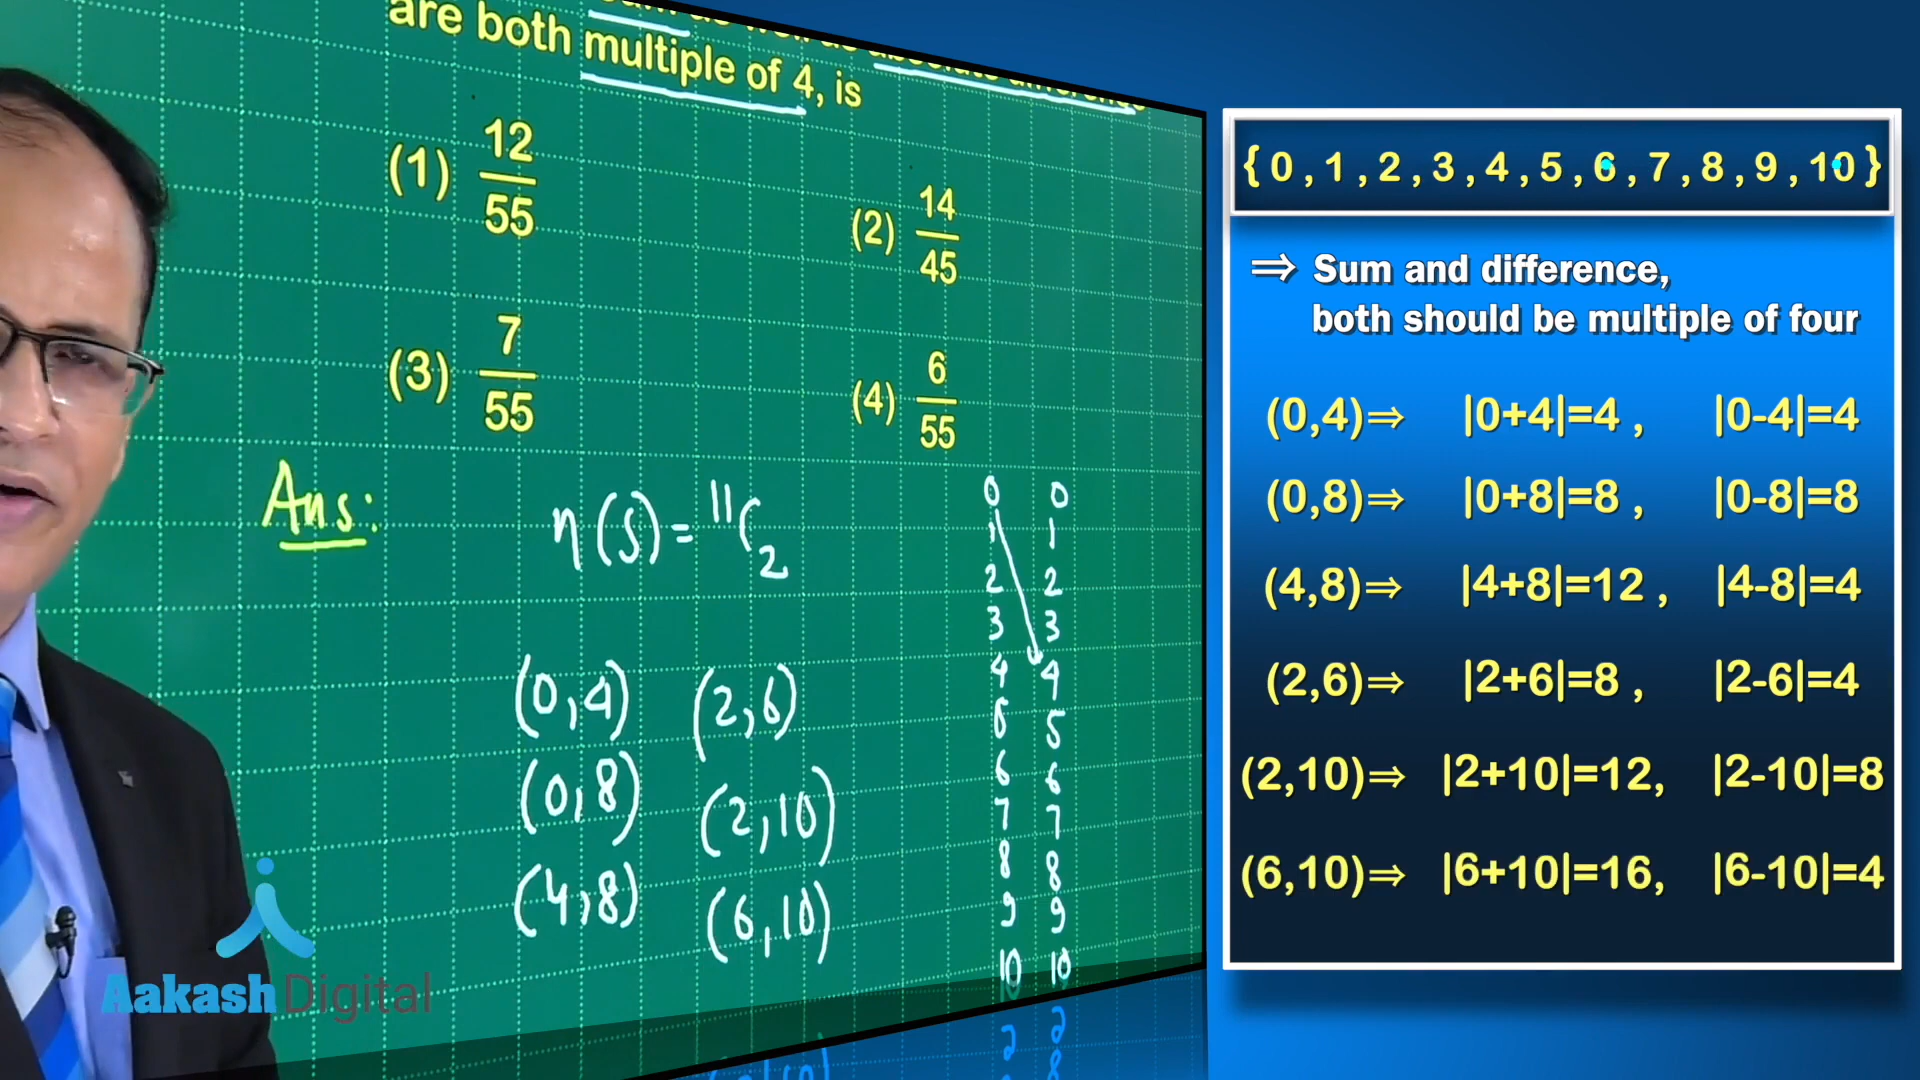 are both multiple of 4, is
(1) 12/55
(2) 14/45
(3) 7/55
(4) 6/55
Ans:
n(S) = ¹¹C₂
(0,4) (2,6)
(0,8) (2,10)
(4,8) (6,10)
0 0
1 1
2 2
3 3
4 4
5 5
6 6
7 7
8 8
9 9
10 10
Aakash Digital
{ 0 , 1 , 2 , 3 , 4 , 5 , 6 , 7 , 8 , 9 , 10 }
⇒ Sum and difference,
both should be multiple of four
(0,4)⇒ |0+4|=4 , |0-4|=4
(0,8)⇒ |0+8|=8 , |0-8|=8
(4,8)⇒ |4+8|=12 , |4-8|=4
(2,6)⇒ |2+6|=8 , |2-6|=4
(2,10)⇒ |2+10|=12, |2-10|=8
(6,10)⇒ |6+10|=16, |6-10|=4